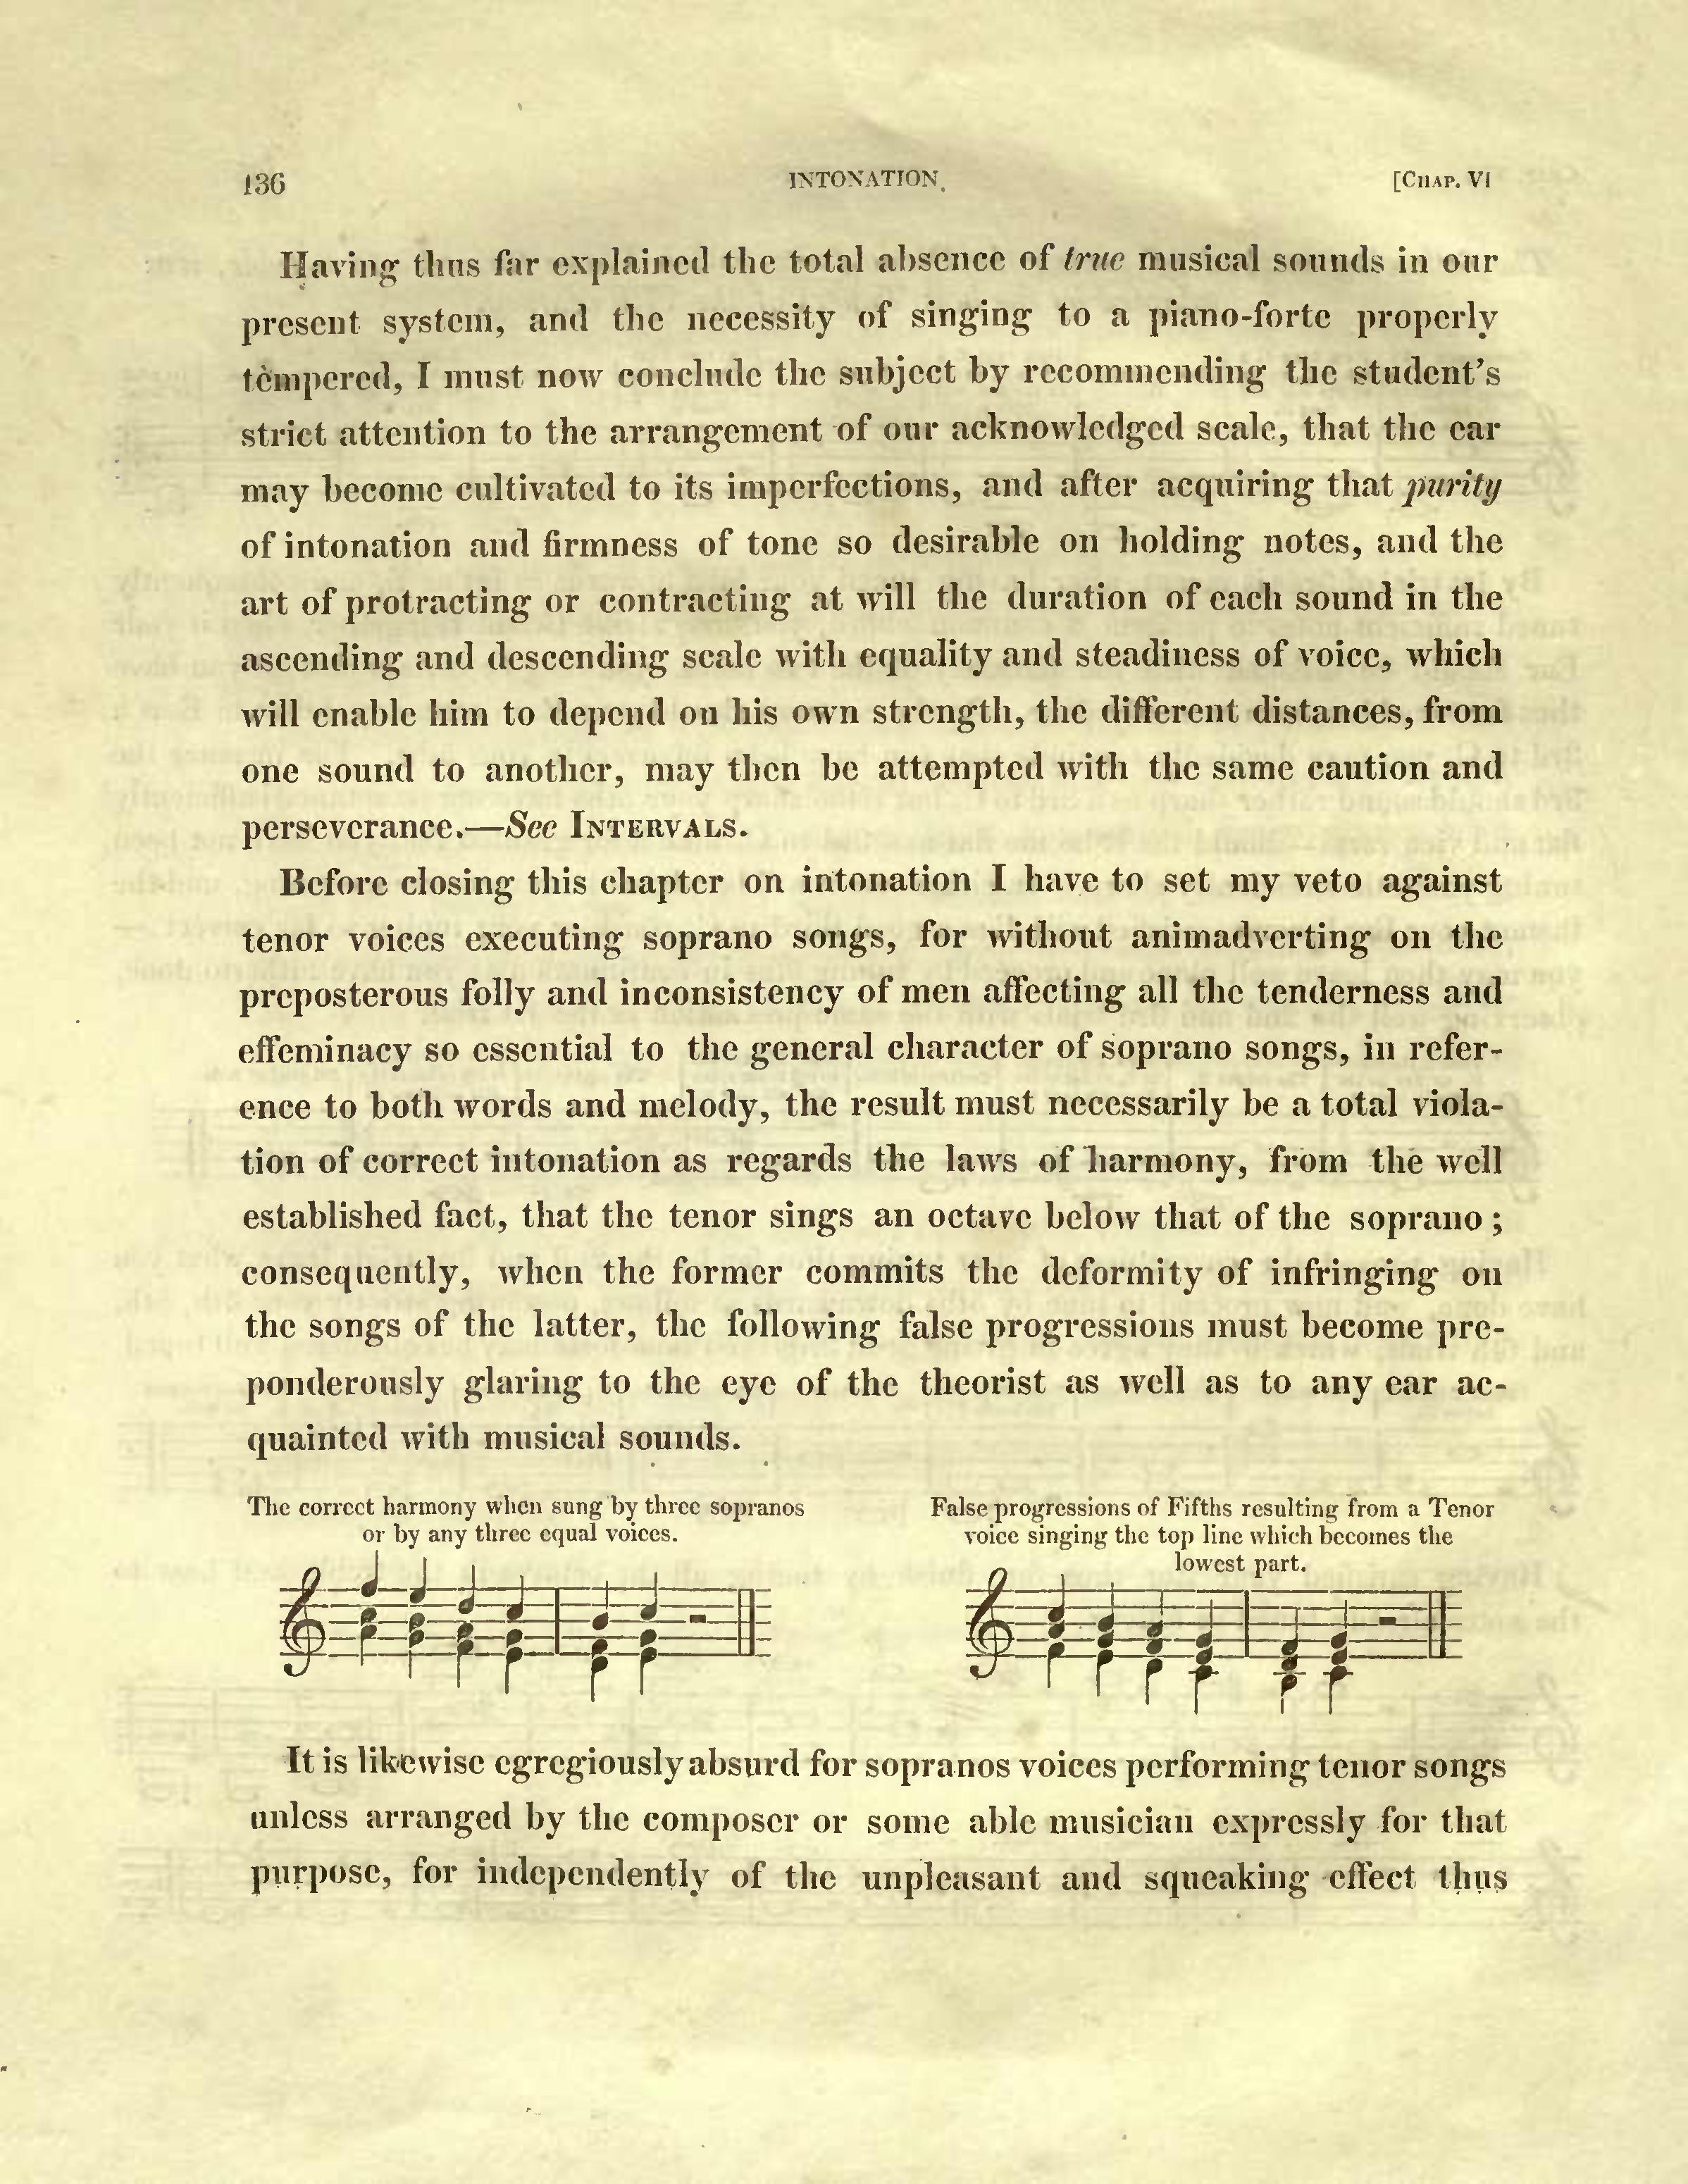 136 INTONATION. [CHAP. VI
Having thus far explained the total absence of true musical sounds in our
present system, and the necessity of singing to a piano-forte properly
tempered, I must now conclude the subject by recommending the student's
strict attention to the arrangement of our acknowledged scale, that the ear
may become cultivated to its imperfections, and after acquiring that purity
of intonation and firmness of tone so desirable on holding notes, and the
art of protracting or contracting at will the duration of each sound in the
ascending and descending scale with equality and steadiness of voice, which
will enable him to depend on his own strength, the different distances, from
one sound to another, may then be attempted with the same caution and
perseverance.—See INTERVALS.
Before closing this chapter on intonation I have to set my veto against
tenor voices executing soprano songs, for without animadverting on the
preposterous folly and inconsistency of men affecting all the tenderness and
effeminacy so essential to the general character of soprano songs, in refer-
ence to both words and melody, the result must necessarily be a total viola-
tion of correct intonation as regards the laws of harmony, from the well
established fact, that the tenor sings an octave below that of the soprano;
consequently, when the former commits the deformity of infringing on
the songs of the latter, the following false progressions must become pre-
ponderously glaring to the eye of the theorist as well as to any ear ac-
quainted with musical sounds.
The correct harmony when sung by three sopranos
or by any three equal voices.
False progressions of Fifths resulting from a Tenor
voice singing the top line which becomes the
lowest part.
It is likewise egregiously absurd for sopranos voices performing tenor songs
unless arranged by the composer or some able musician expressly for that
purpose, for independently of the unpleasant and squeaking effect thus